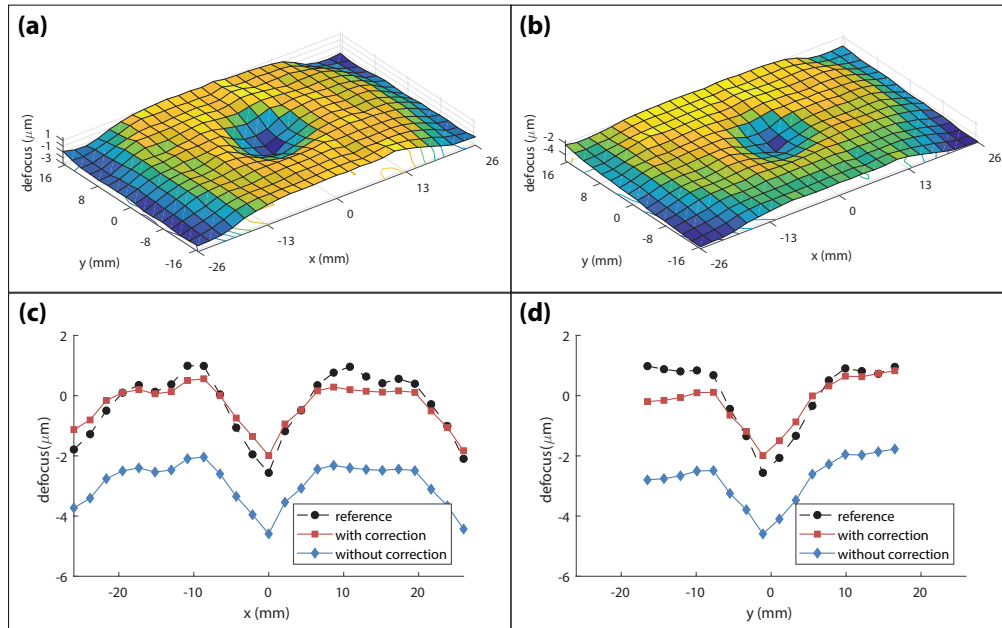 (a)
defocus(μm)
1
-1
-3
16
8
0
-8
-16
y (mm)
-26
-13
0
13
26
x (mm)
(b)
defocus(μm)
-2
-4
16
8
0
-8
-16
y (mm)
-26
-13
0
13
26
x (mm)
(c)
defocus(μm)
2
0
-2
-4
-6
-20
-10
0
10
20
x (mm)
reference
with correction
without correction
(d)
defocus(μm)
2
0
-2
-4
-6
-20
-10
0
10
20
y (mm)
reference
with correction
without correction